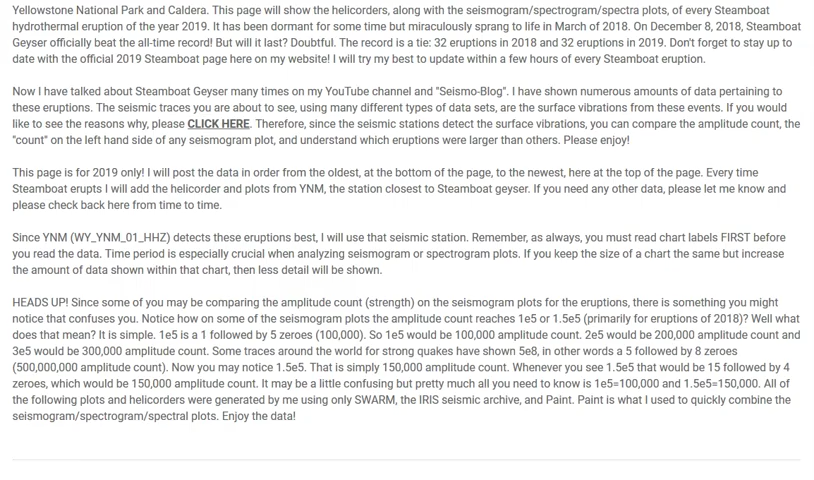 Yellowstone National Park and Caldera. This page will show the helicorders, along with the seismogram/spectrogram/spectra plots, of every Steamboat
hydrothermal eruption of the year 2019. It has been dormant for some time but miraculously sprang to life in March of 2018. On December 8, 2018, Steamboat
Geyser officially beat the all-time record! But will it last? Doubtful. The record is a tie: 32 eruptions in 2018 and 32 eruptions in 2019. Don't forget to stay up to
date with the official 2019 Steamboat page here on my website! I will try my best to update within a few hours of every Steamboat eruption.
Now I have talked about Steamboat Geyser many times on my YouTube channel and "Seismo-Blog". I have shown numerous amounts of data pertaining to
these eruptions. The seismic traces you are about to see, using many different types of data sets, are the surface vibrations from these events. If you would
like to see the reasons why, please CLICK HERE. Therefore, since the seismic stations detect the surface vibrations, you can compare the amplitude count, the
"count" on the left hand side of any seismogram plot, and understand which eruptions were larger than others. Please enjoy!
This page is for 2019 only! I will post the data in order from the oldest, at the bottom of the page, to the newest, here at the top of the page. Every time
Steamboat erupts I will add the helicorder and plots from YNM, the station closest to Steamboat geyser. If you need any other data, please let me know and
please check back here from time to time.
Since YNM (WY_YNM_01_HHZ) detects these eruptions best, I will use that seismic station. Remember, as always, you must read chart labels FIRST before
you read the data. Time period is especially crucial when analyzing seismogram or spectrogram plots. If you keep the size of a chart the same but increase
the amount of data shown within that chart, then less detail will be shown.
HEADS UP! Since some of you may be comparing the amplitude count (strength) on the seismogram plots for the eruptions, there is something you might
notice that confuses you. Notice how on some of the seismogram plots the amplitude count reaches 1e5 or 1.5e5 (primarily for eruptions of 2018)? Well what
does that mean? It is simple. 1e5 is a 1 followed by 5 zeroes (100,000). So 1e5 would be 100,000 amplitude count. 2e5 would be 200,000 amplitude count and
3e5 would be 300,000 amplitude count. Some traces around the world for strong quakes have shown 5e8, in other words a 5 followed by 8 zeroes
(500,000,000 amplitude count). Now you may notice 1.5e5. That is simply 150,000 amplitude count. Whenever you see 1.5e5 that would be 15 followed by 4
zeroes, which would be 150,000 amplitude count. It may be a little confusing but pretty much all you need to know is 1e5=100,000 and 1.5e5=150,000. All of
the following plots and helicorders were generated by me using only SWARM, the IRIS seismic archive, and Paint. Paint is what I used to quickly combine the
seismogram/spectrogram/spectral plots. Enjoy the data!